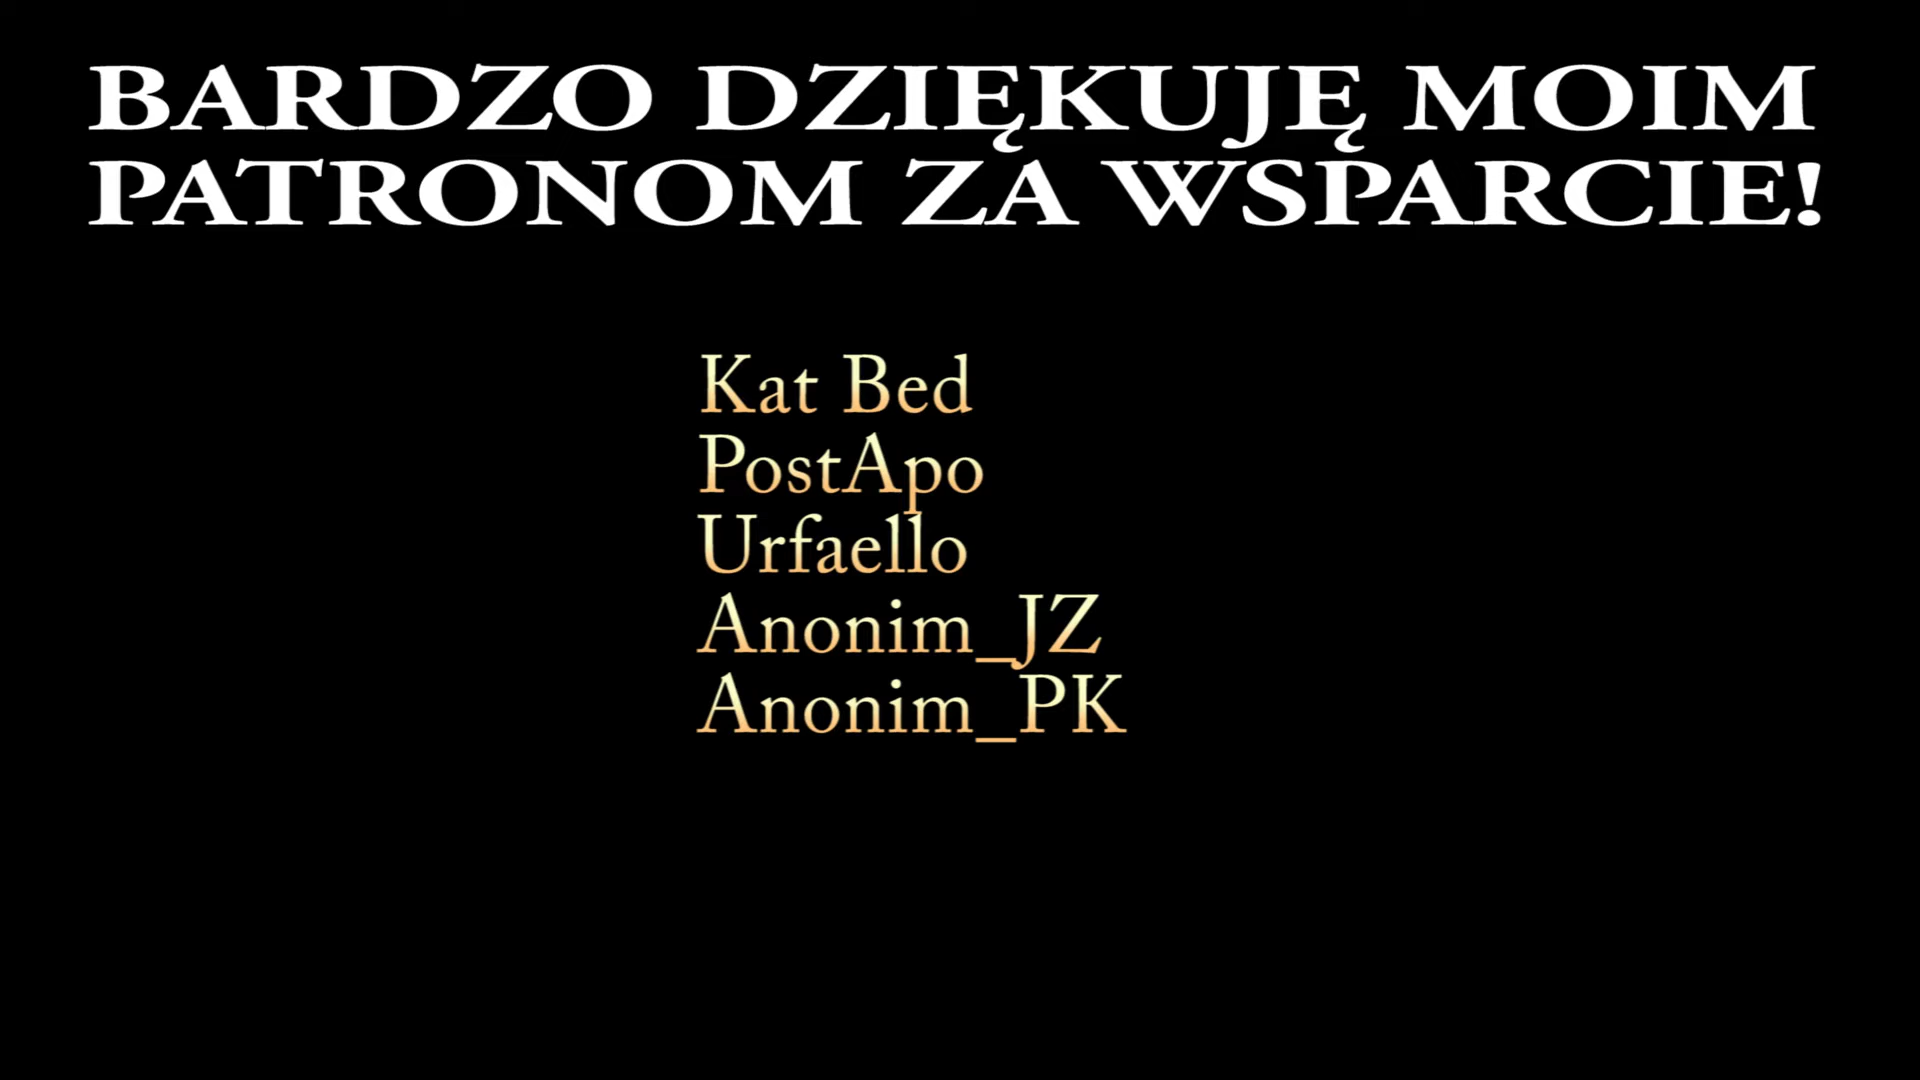 BARDZO DZIĘKUJĘ MOIM
PATRONOM ZA WSPARCIE!
Kat Bed
PostApo
Urfaello
Anonim_JZ
Anonim_PK